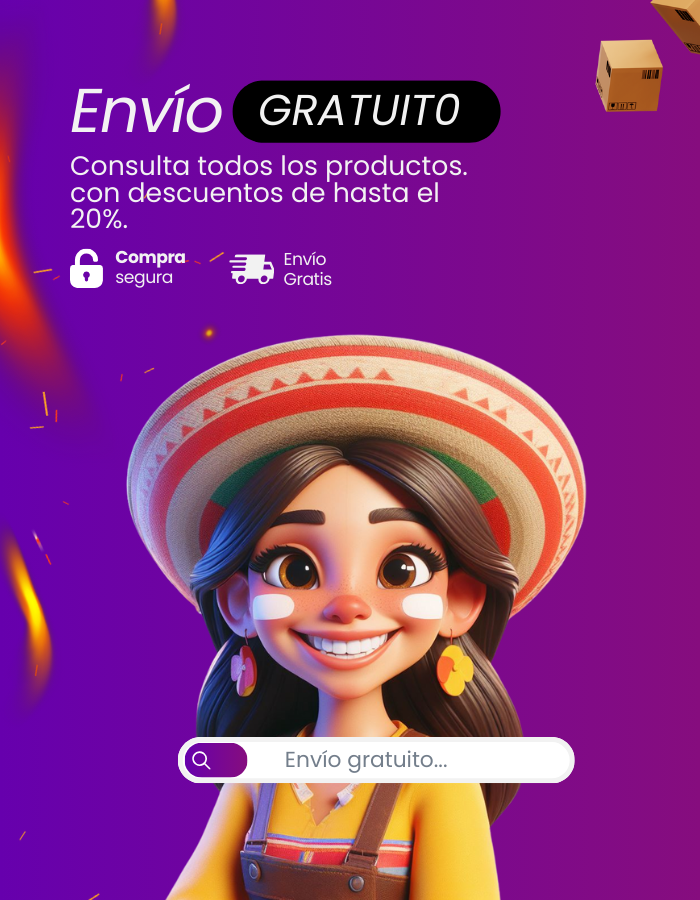 Envío GRATUITO
Consulta todos los productos.
con descuentos de hasta el
20%.
Compra
segura
Envío
Gratis
Envío gratuito...